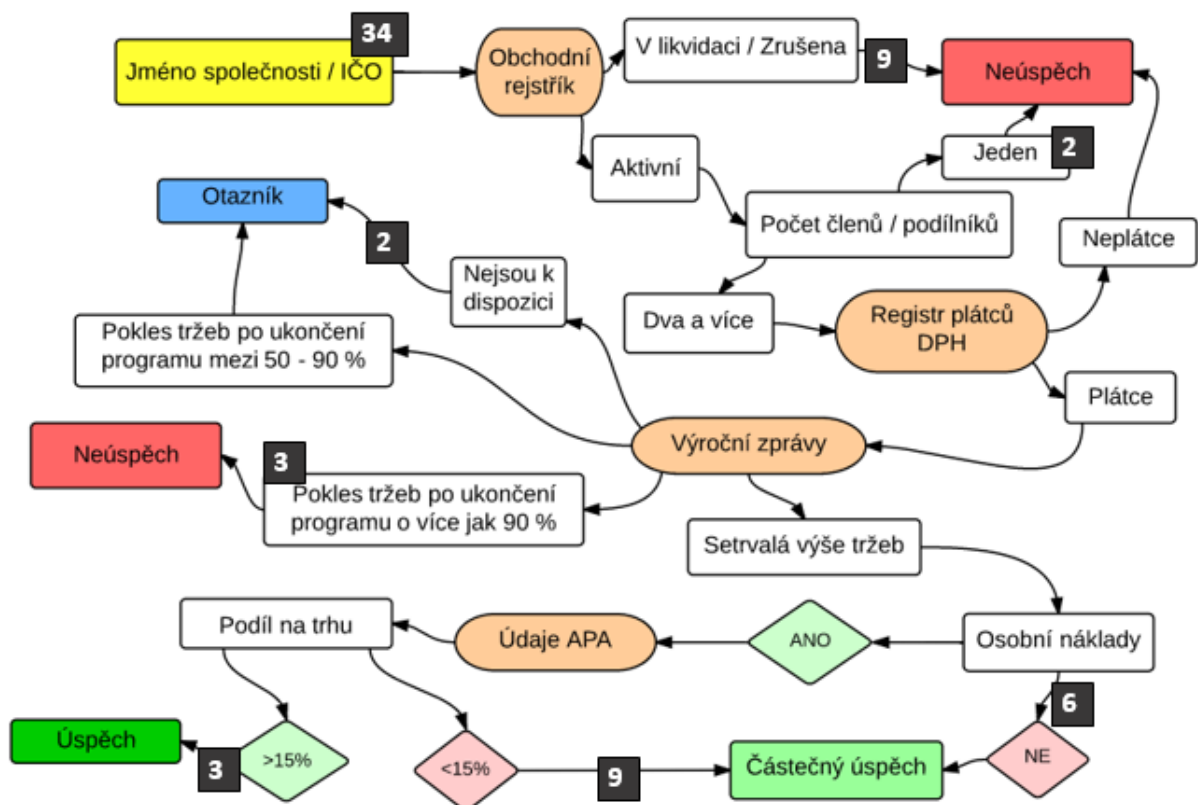 34
Jméno společnosti / IČO
Obchodní
rejstřík
V likvidaci / Zrušena
9
Neúspěch
Aktivní
Jeden
2
Otazník
2
Počet členů / podílníků
Neplátce
Nejsou k
dispozici
Dva a více
Registr plátců
DPH
Pokles tržeb po ukončení
programu mezi 50 - 90 %
Plátce
Neúspěch
Výroční zprávy
3
Pokles tržeb po ukončení
programu o více jak 90 %
Setrvalá výše tržeb
Podíl na trhu
Údaje APA
ANO
Osobní náklady
6
Úspěch
3
>15%
<15%
9
Částečný úspěch
NE